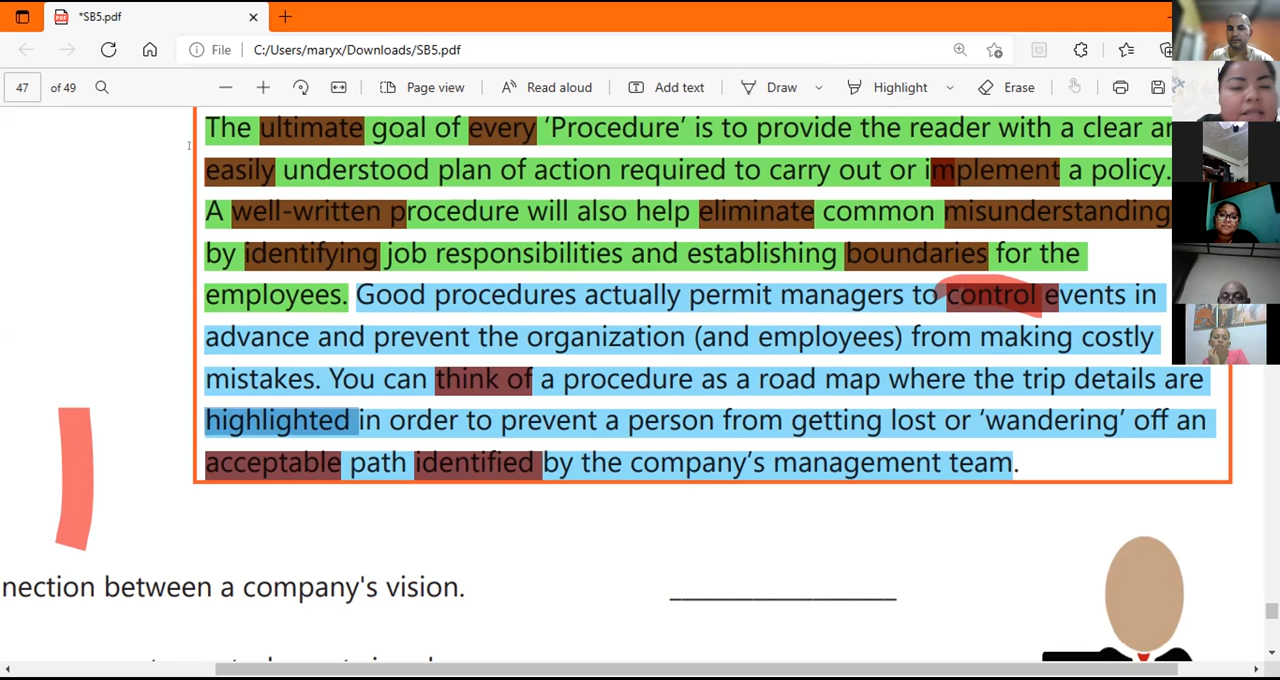 *SB5.pdf
File C:/Users/maryx/Downloads/SB5.pdf
47 of 49 Page view Read aloud Add text Draw Highlight Erase
The ultimate goal of every ‘Procedure’ is to provide the reader with a clear
easily understood plan of action required to carry out or implement a policy.
A well-written procedure will also help eliminate common misunderstanding
by identifying job responsibilities and establishing boundaries for the
employees. Good procedures actually permit managers to control events in
advance and prevent the organization (and employees) from making costly
mistakes. You can think of a procedure as a road map where the trip details are
highlighted in order to prevent a person from getting lost or ‘wandering’ off an
acceptable path identified by the company’s management team.
nection between a company's vision.